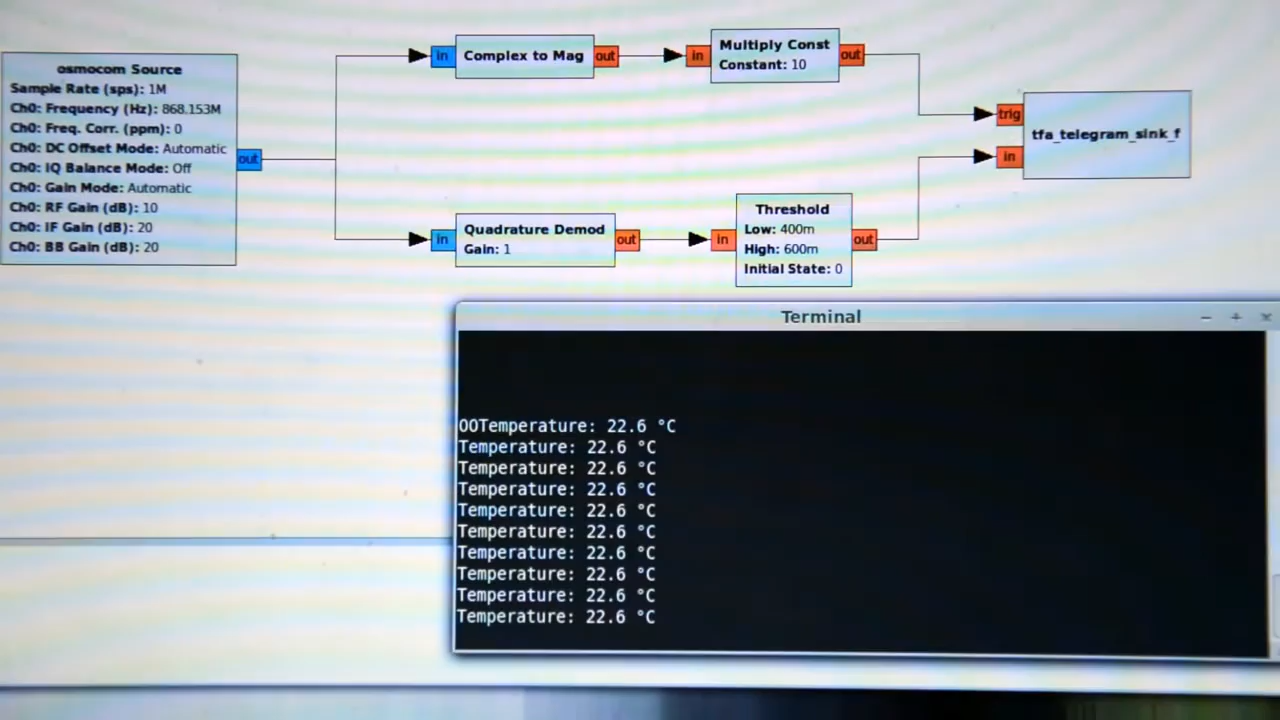 osmocom Source
Sample Rate (sps): 1M
Ch0: Frequency (Hz): 868.153M
Ch0: Freq. Corr. (ppm): 0
Ch0: DC Offset Mode: Automatic
Ch0: IQ Balance Mode: Off
Ch0: Gain Mode: Automatic
Ch0: RF Gain (dB): 10
Ch0: IF Gain (dB): 20
Ch0: BB Gain (dB): 20
out
in
Complex to Mag
out
in
Multiply Const
Constant: 10
out
in
Quadrature Demod
Gain: 1
out
in
Threshold
Low: 400m
High: 600m
Initial State: 0
out
trig
in
tfa_telegram_sink_f
Terminal
OOTemperature: 22.6 °C
Temperature: 22.6 °C
Temperature: 22.6 °C
Temperature: 22.6 °C
Temperature: 22.6 °C
Temperature: 22.6 °C
Temperature: 22.6 °C
Temperature: 22.6 °C
Temperature: 22.6 °C
Temperature: 22.6 °C